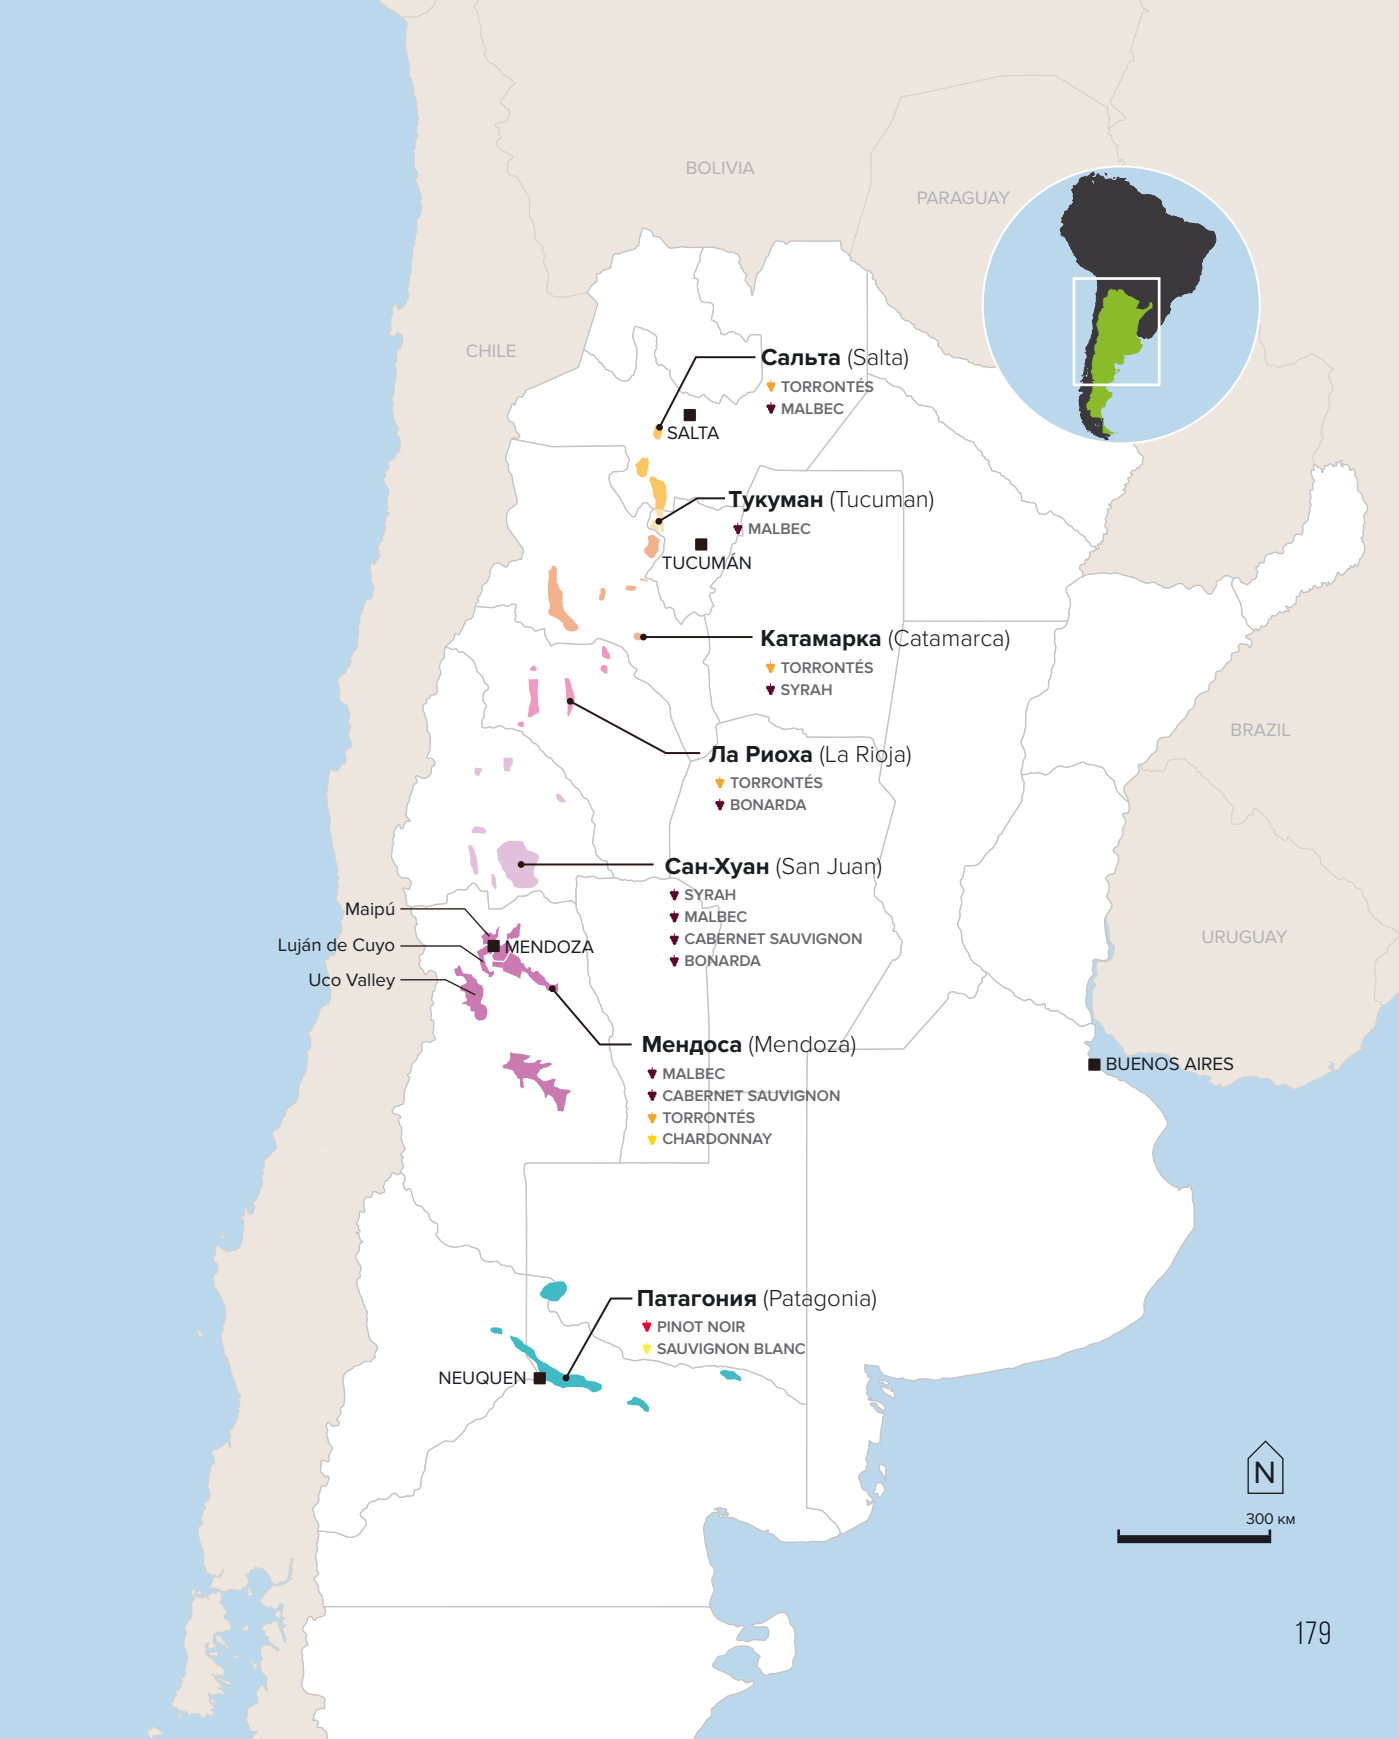 BOLIVIA
PARAGUAY
CHILE
Сальта (Salta)
TORRONTÉS
MALBEC
SALTA
Тукуман (Tucuman)
MALBEC
TUCUMÁN
Катамарка (Catamarca)
TORRONTÉS
SYRAH
BRAZIL
Ла Риоха (La Rioja)
TORRONTÉS
BONARDA
Сан-Хуан (San Juan)
SYRAH
MALBEC
CABERNET SAUVIGNON
BONARDA
Maipú
Luján de Cuyo
MENDOZA
Uco Valley
URUGUAY
Мендоса (Mendoza)
MALBEC
CABERNET SAUVIGNON
TORRONTÉS
CHARDONNAY
BUENOS AIRES
Патагония (Patagonia)
PINOT NOIR
SAUVIGNON BLANC
NEUQUEN
N
300 км
179